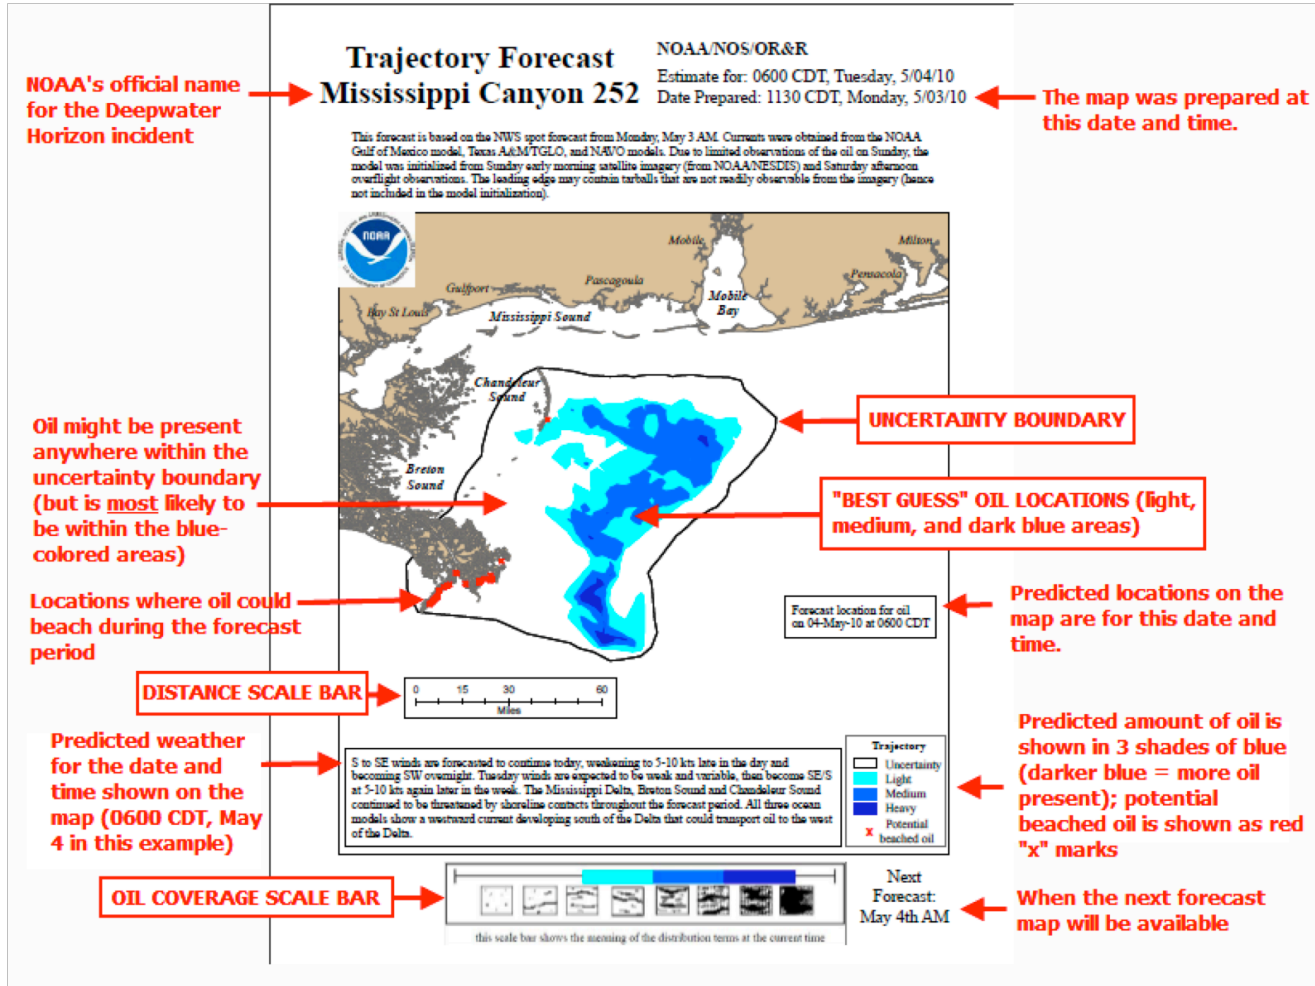 Trajectory Forecast
Mississippi Canyon 252
NOAA/NOS/OR&R
Estimate for: 0600 CDT, Tuesday, 5/04/10
Date Prepared: 1130 CDT, Monday, 5/03/10
NOAA's official name
for the Deepwater
Horizon incident
The map was prepared at
this date and time.
This forecast is based on the NWS spot forecast from Monday, May 3 AM. Currents were obtained from the NOAA
Gulf of Mexico model, Texas A&M/TGLO, and NAVO models. Due to limited observations of the oil on Sunday, the
model was initialized from Sunday early morning satellite imagery (from NOAA/NESDIS) and Saturday afternoon
overflight observations. The leading edge may contain tarballs that are not readily observable from the imagery (hence
not included in the model initialization).
NOAA
Mobile
Milton
Pensacola
Pascagoula
Gulfport
Mobile
Bay
Bay St Louis
Mississippi Sound
Chandeleur
Sound
Breton
Sound
UNCERTAINTY BOUNDARY
Oil might be present
anywhere within the
uncertainty boundary
(but is most likely to
be within the blue-
colored areas)
"BEST GUESS" OIL LOCATIONS (light,
medium, and dark blue areas)
Locations where oil could
beach during the forecast
period
Forecast location for oil
on 04-May-10 at 0600 CDT
Predicted locations on the
map are for this date and
time.
DISTANCE SCALE BAR
0 15 30 60
Miles
Predicted weather
for the date and
time shown on the
map (0600 CDT, May
4 in this example)
S to SE winds are forecasted to continue today, weakening to 5-10 kts late in the day and
becoming SW overnight. Tuesday winds are expected to be weak and variable, then become SE/S
at 5-10 kts again later in the week. The Mississippi Delta, Breton Sound and Chandeleur Sound
continued to be threatened by shoreline contacts throughout the forecast period. All three ocean
models show a westward current developing south of the Delta that could transport oil to the west
of the Delta.
Trajectory
Uncertainty
Light
Medium
Heavy
x Potential
beached oil
Predicted amount of oil is
shown in 3 shades of blue
(darker blue = more oil
present); potential
beached oil is shown as red
"x" marks
OIL COVERAGE SCALE BAR
this scale bar shows the meaning of the distribution terms at the current time
Next
Forecast:
May 4th AM
When the next forecast
map will be available